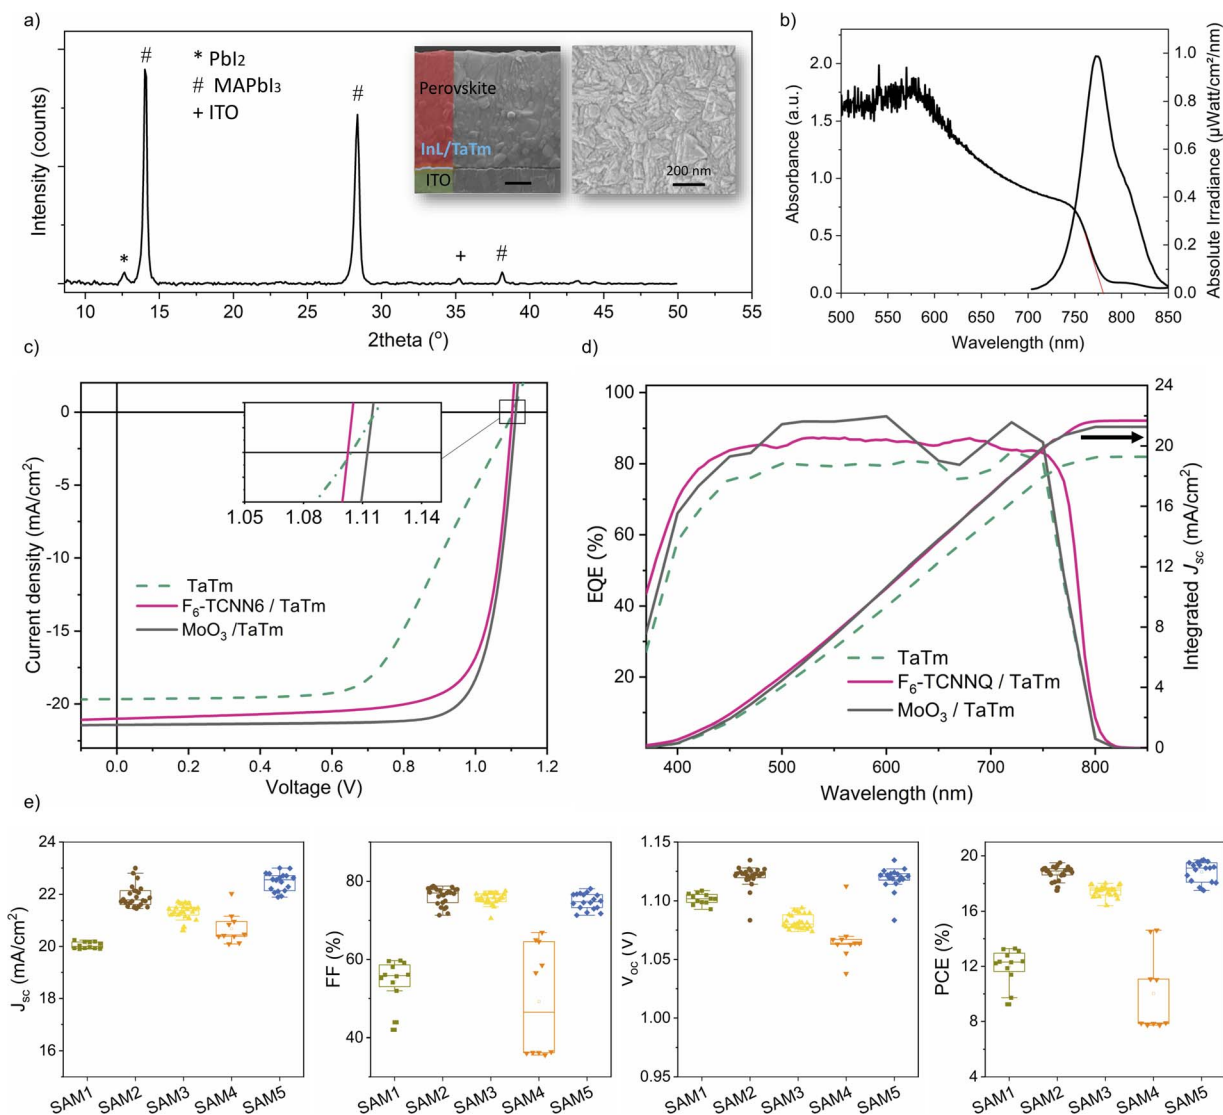 a)
* PbI2
# MAPbI3
+ ITO
#
#
*
+
#
Perovskite
InL/TaTm
ITO
200 nm
Intensity (counts)
10 15 20 25 30 35 40 45 50 55
2theta (º)
b)
Absorbance (a.u.)
2.0
1.5
1.0
0.5
0.0
Absolute Irradiance (µWatt/cm²/nm)
1.0
0.8
0.6
0.4
0.2
0.0
500 550 600 650 700 750 800 850
Wavelength (nm)
c)
Current density (mA/cm²)
0
-5
-10
-15
-20
1.05 1.08 1.11 1.14
TaTm
F6-TCNN6 / TaTm
MoO3 /TaTm
0.0 0.2 0.4 0.6 0.8 1.0 1.2
Voltage (V)
d)
EQE (%)
100
80
60
40
20
Integrated Jsc (mA/cm²)
24
20
16
12
8
4
0
TaTm
F6-TCNNQ / TaTm
MoO3 / TaTm
400 500 600 700 800
Wavelength (nm)
e)
Jsc (mA/cm²)
24
22
20
18
16
SAM1 SAM2 SAM3 SAM4 SAM5
FF (%)
80
60
40
SAM1 SAM2 SAM3 SAM4 SAM5
Voc (V)
1.15
1.10
1.05
1.00
0.95
SAM1 SAM2 SAM3 SAM4 SAM5
PCE (%)
20
16
12
8
4
SAM1 SAM2 SAM3 SAM4 SAM5